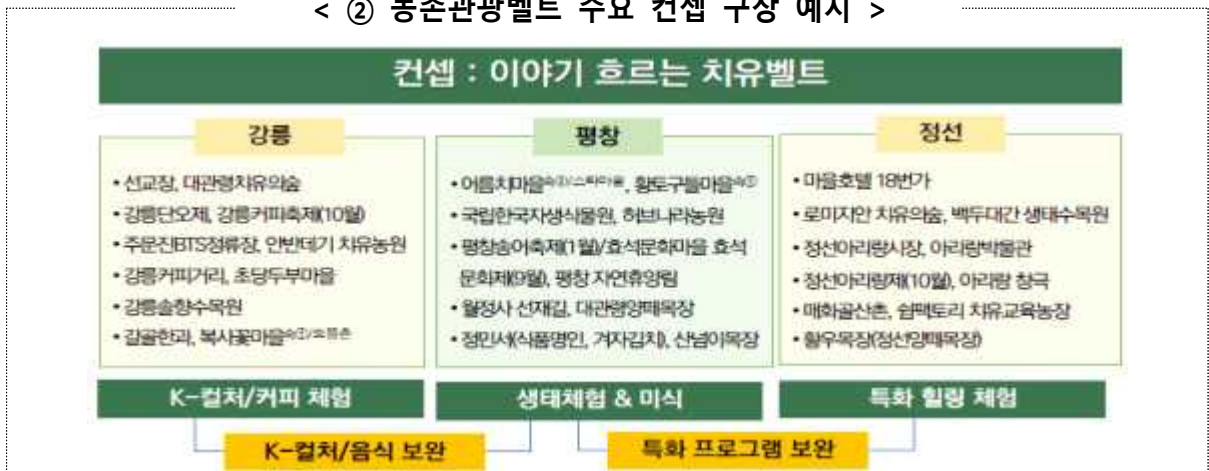 < ② 농촌관광벨트 주요 컨셉 구상 예시 >
컨셉 : 이야기 흐르는 치유벨트
강릉
• 선교장, 대관령치유의숲
• 강릉단오제, 강릉커피축제(10월)
• 주문진BTS정류장, 안반데기 치유농원
• 강릉커피거리, 초당두부마을
• 강릉솔향수목원
• 갈골한과, 복사꽃마을
K-컬처/커피 체험
평창
• 어름치마을, 황토구들마을
• 국립한국자생식물원, 허브나라농원
• 평창송어축제(1월)/효석문화마을 효석
문화제(9월), 평창 자연휴양림
• 월정사 선재길, 대관령양떼목장
• 정민서(식품명인, 겨자김치), 산너미목장
생태체험 & 미식
정선
• 마을호텔 18번가
• 로미지안 치유의숲, 백두대간 생태수목원
• 정선아리랑시장, 아리랑박물관
• 정선아리랑제(10월), 아리랑 창극
• 매화골산촌, 쉼팩토리 치유교육농장
• 활우목장(정선양떼목장)
특화 힐링 체험
K-컬처/음식 보완
특화 프로그램 보완